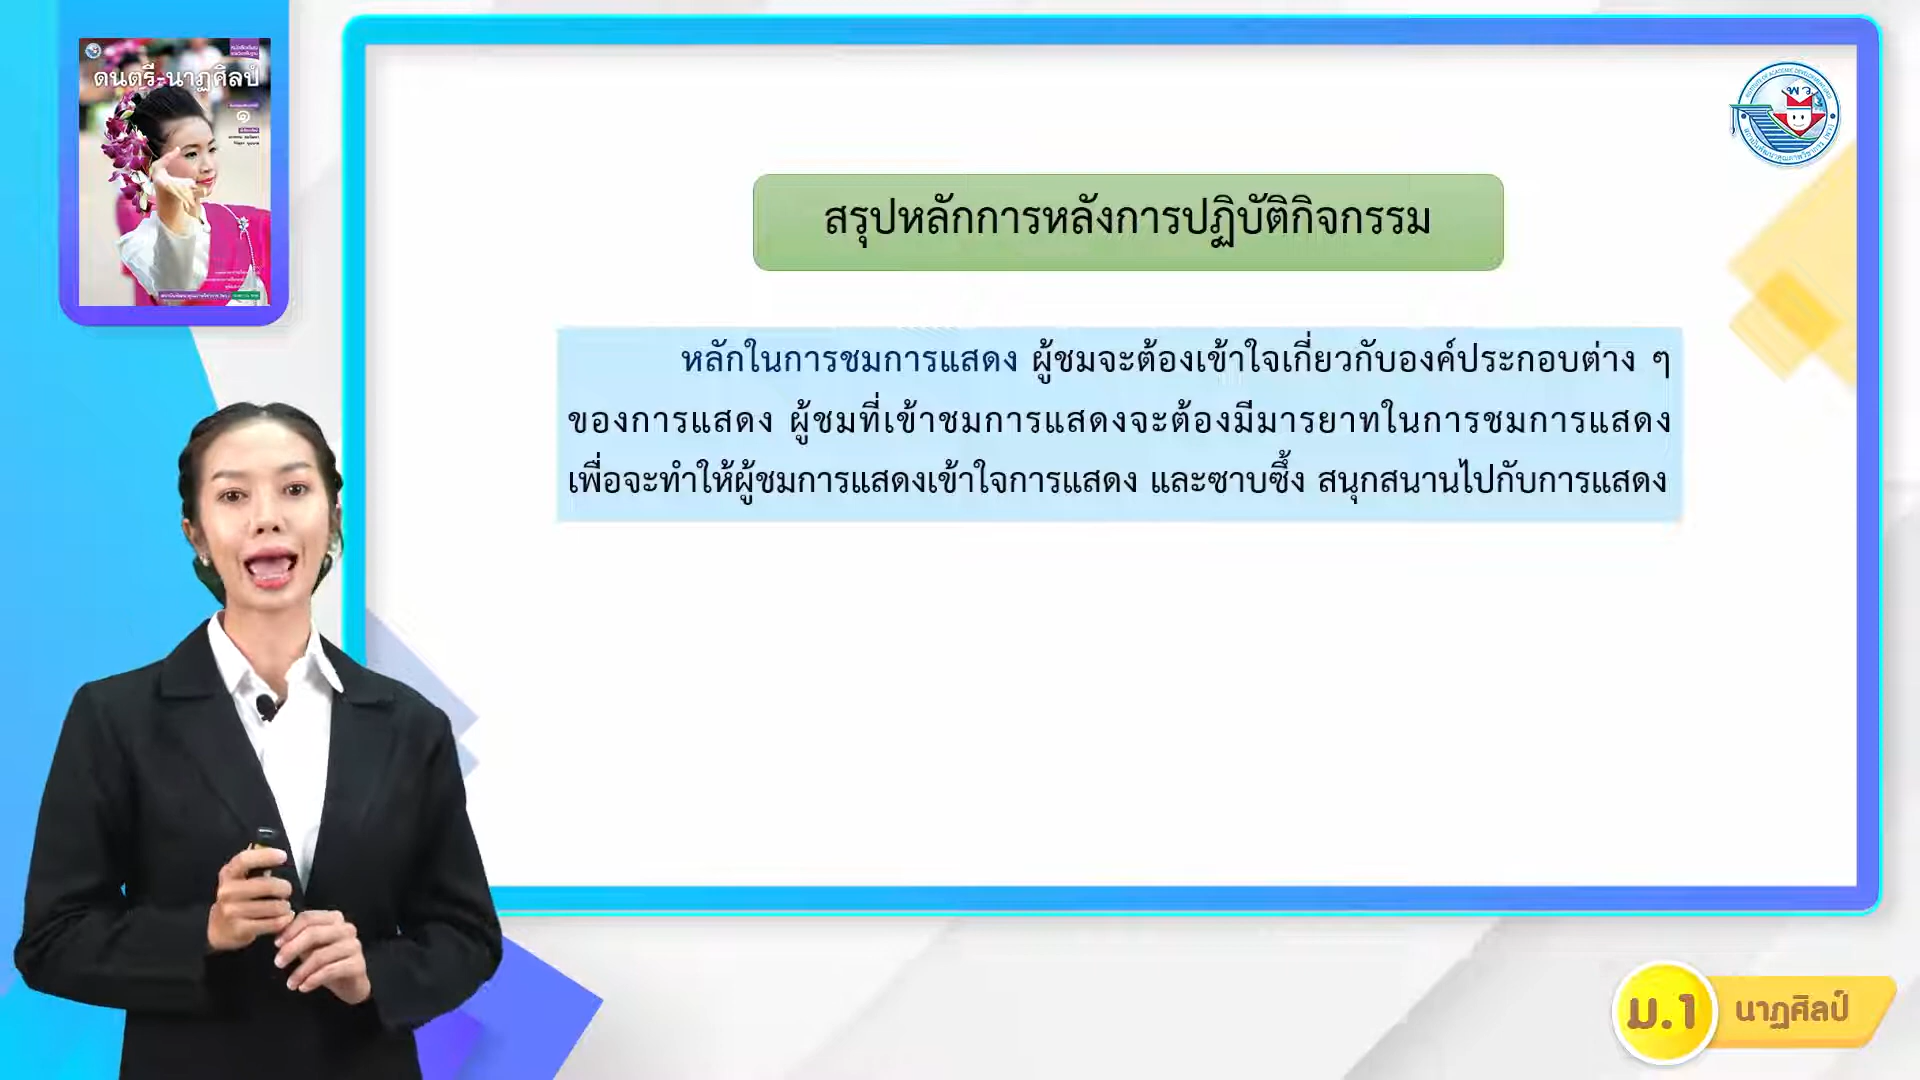 ดนตรี-นาฏศิลป์
๑
สรุปหลักการหลังการปฏิบัติกิจกรรม
หลักในการชมการแสดง ผู้ชมจะต้องเข้าใจเกี่ยวกับองค์ประกอบต่าง ๆ
ของการแสดง ผู้ชมที่เข้าชมการแสดงจะต้องมีมารยาทในการชมการแสดง
เพื่อจะทำให้ผู้ชมการแสดงเข้าใจการแสดง และซาบซึ้ง สนุกสนานไปกับการแสดง
พว
ม.1 นาฏศิลป์